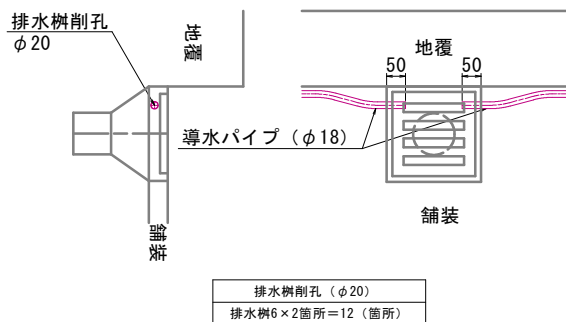 排水桝削孔
φ20
地覆
地覆
50
50
導水パイプ（φ18）
舗装
舗装
排水桝削孔（φ20）
排水桝6×2箇所＝12（箇所）